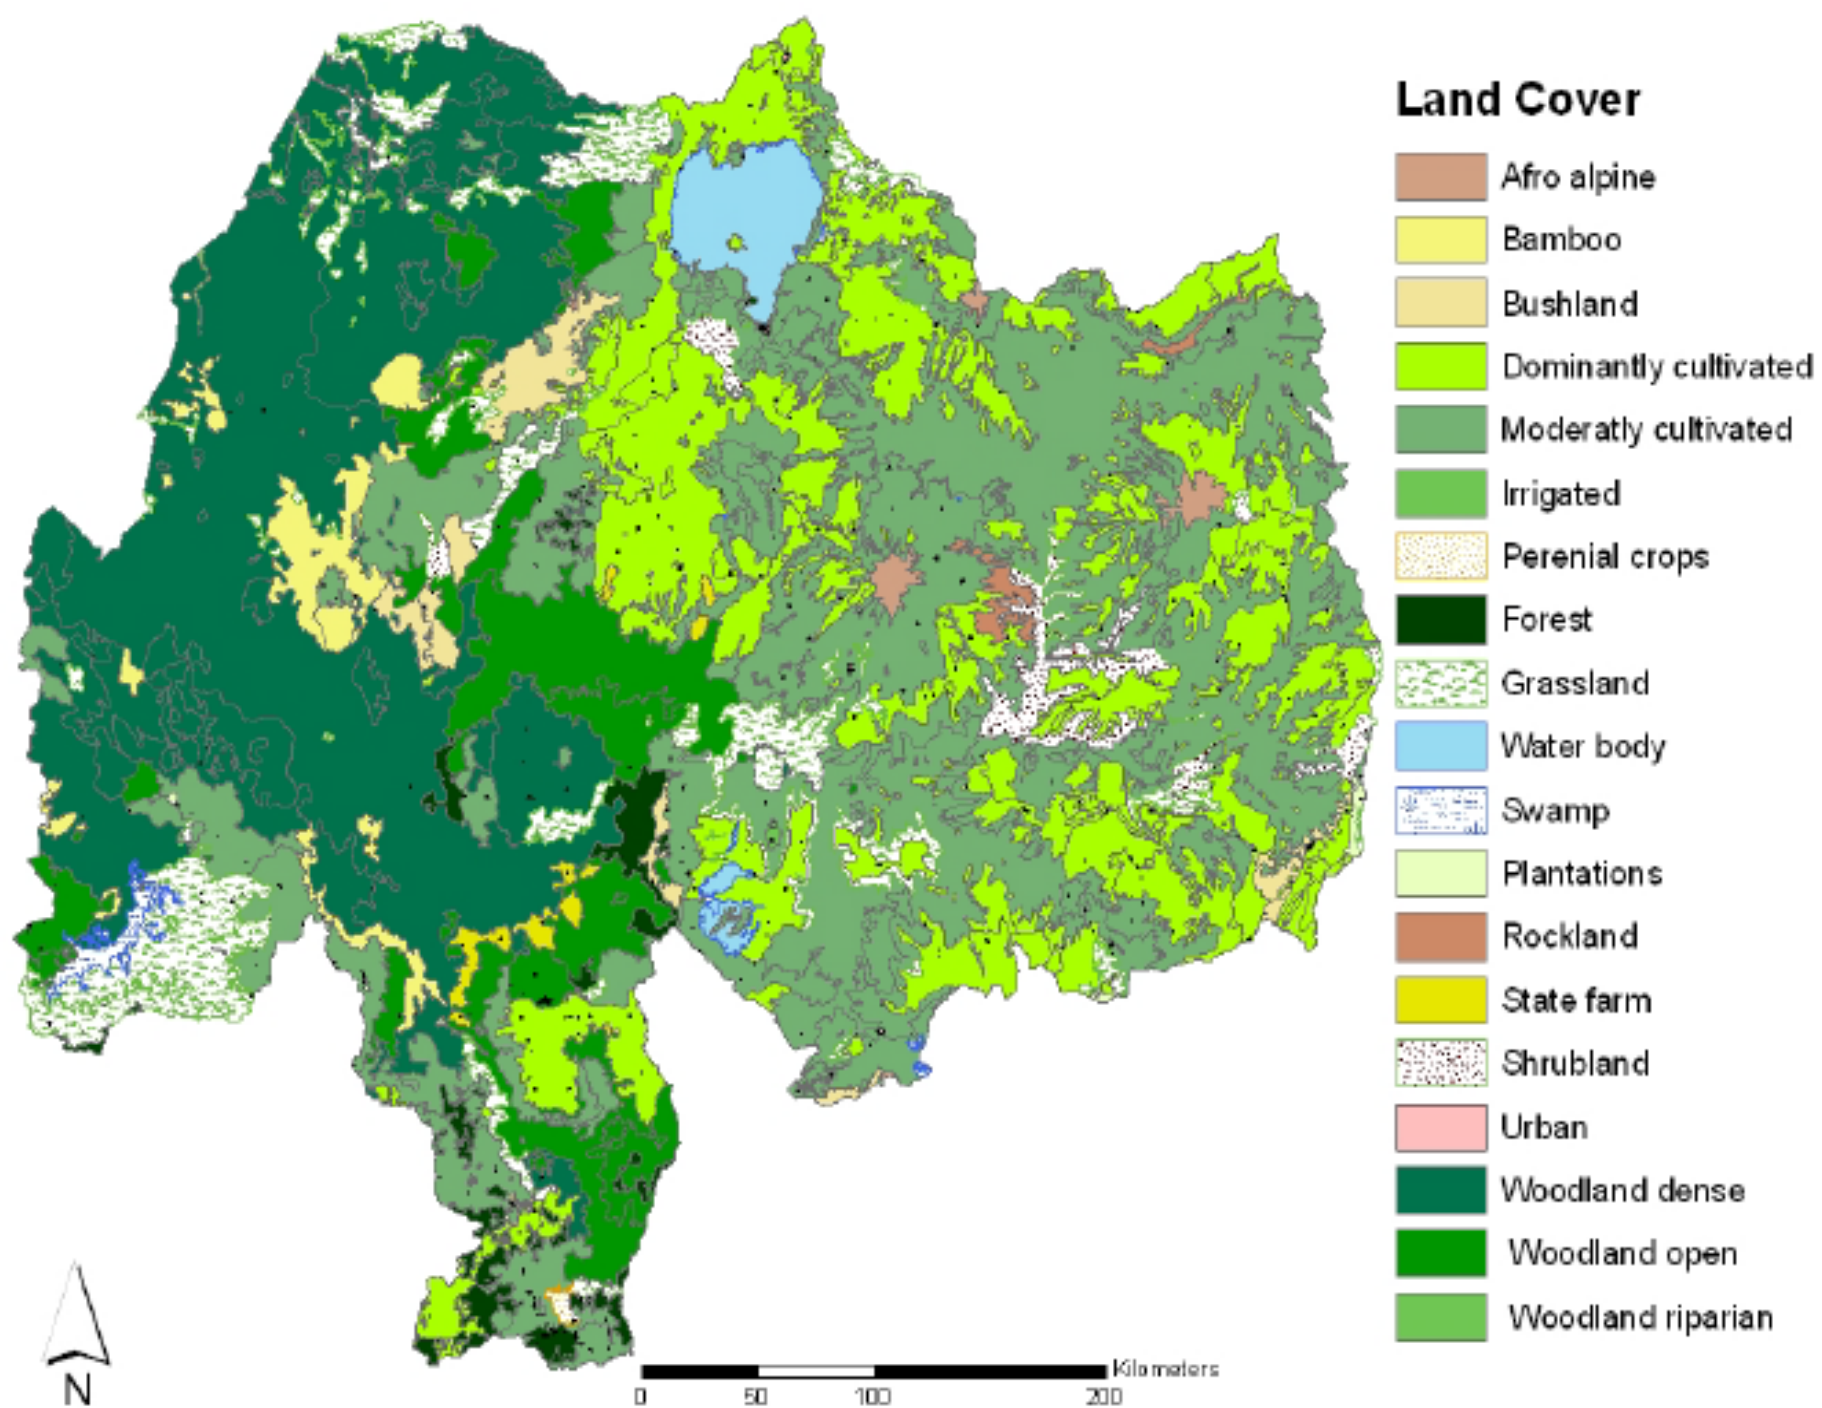 Land Cover
Afro alpine
Bamboo
Bushland
Dominantly cultivated
Moderatly cultivated
Irrigated
Perenial crops
Forest
Grassland
Water body
Swamp
Plantations
Rockland
State farm
Shrubland
Urban
Woodland dense
Woodland open
Woodland riparian
N
Kilometers
0 50 100 200